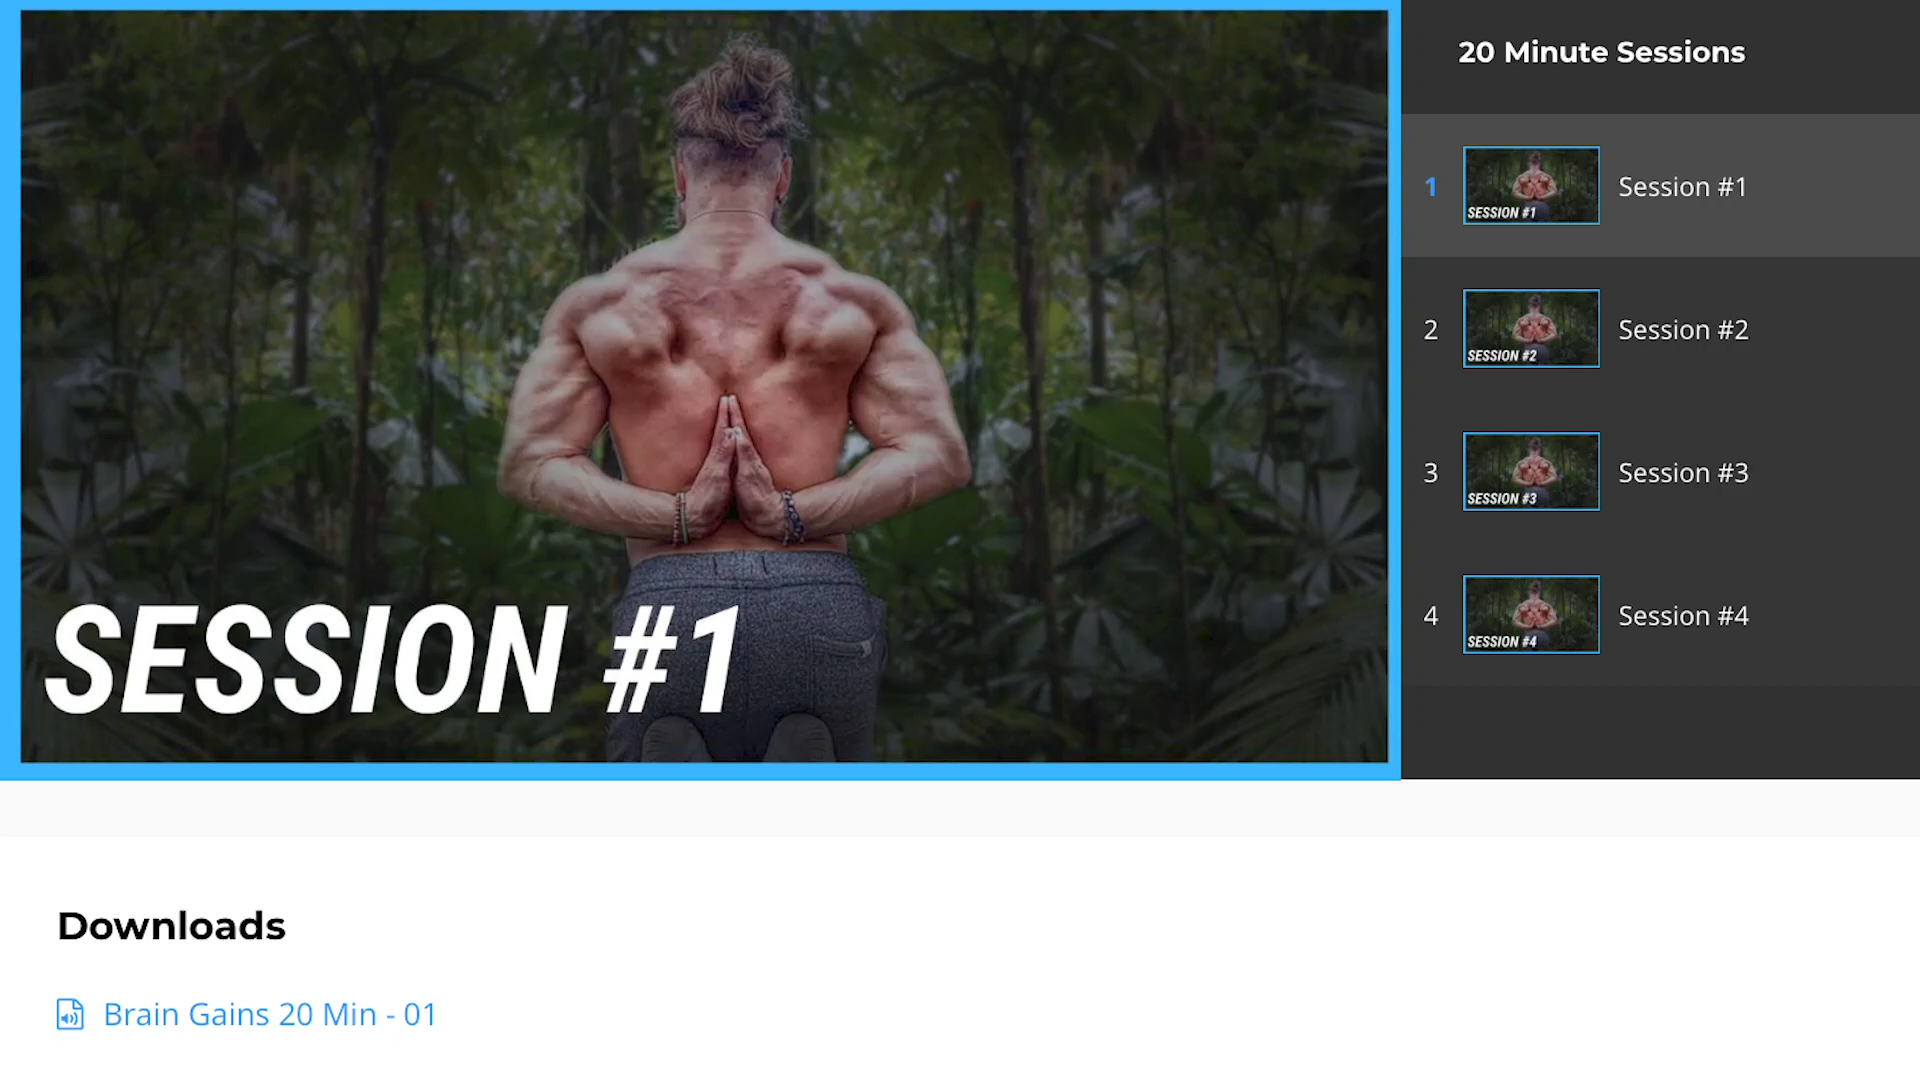 SESSION #1
20 Minute Sessions
1
SESSION #1
Session #1
2
SESSION #2
Session #2
3
SESSION #3
Session #3
4
SESSION #4
Session #4
Downloads
Brain Gains 20 Min - 01